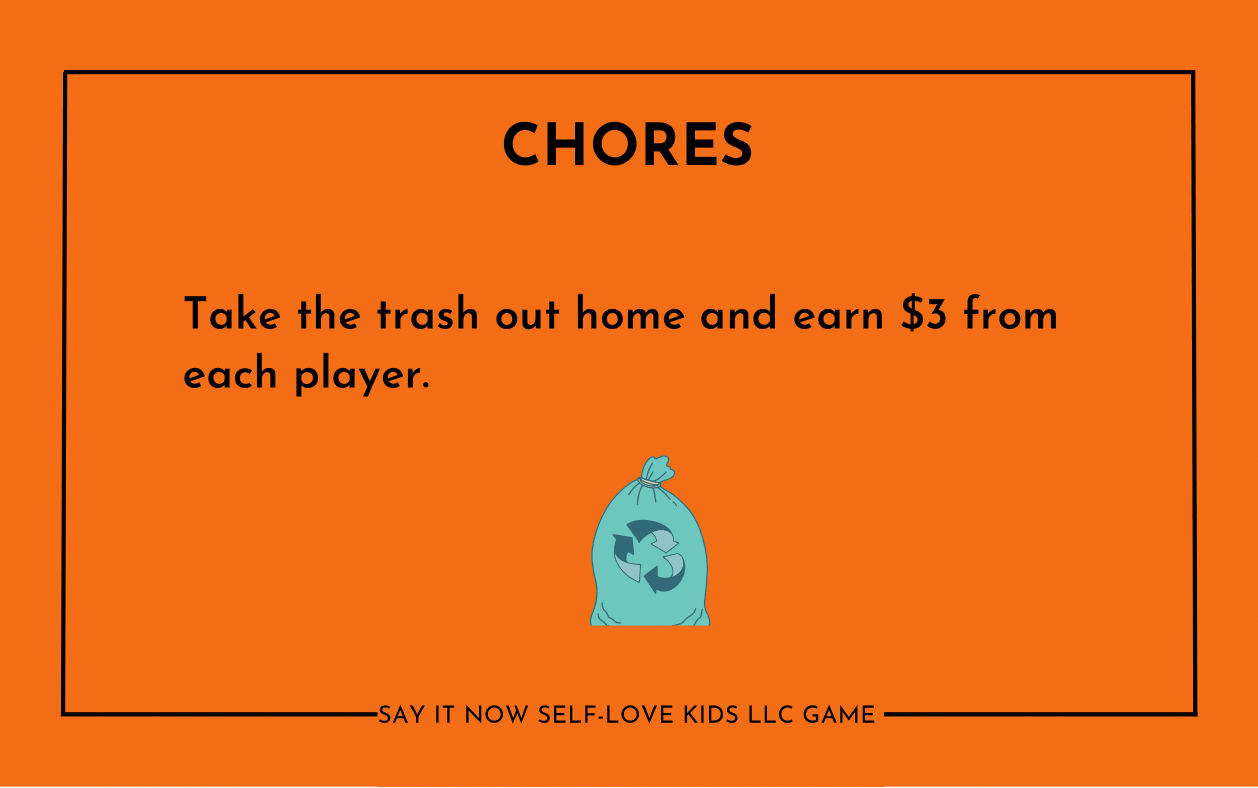 CHORES
Take the trash out home and earn $3 from
each player.
SAY IT NOW SELF-LOVE KIDS LLC GAME